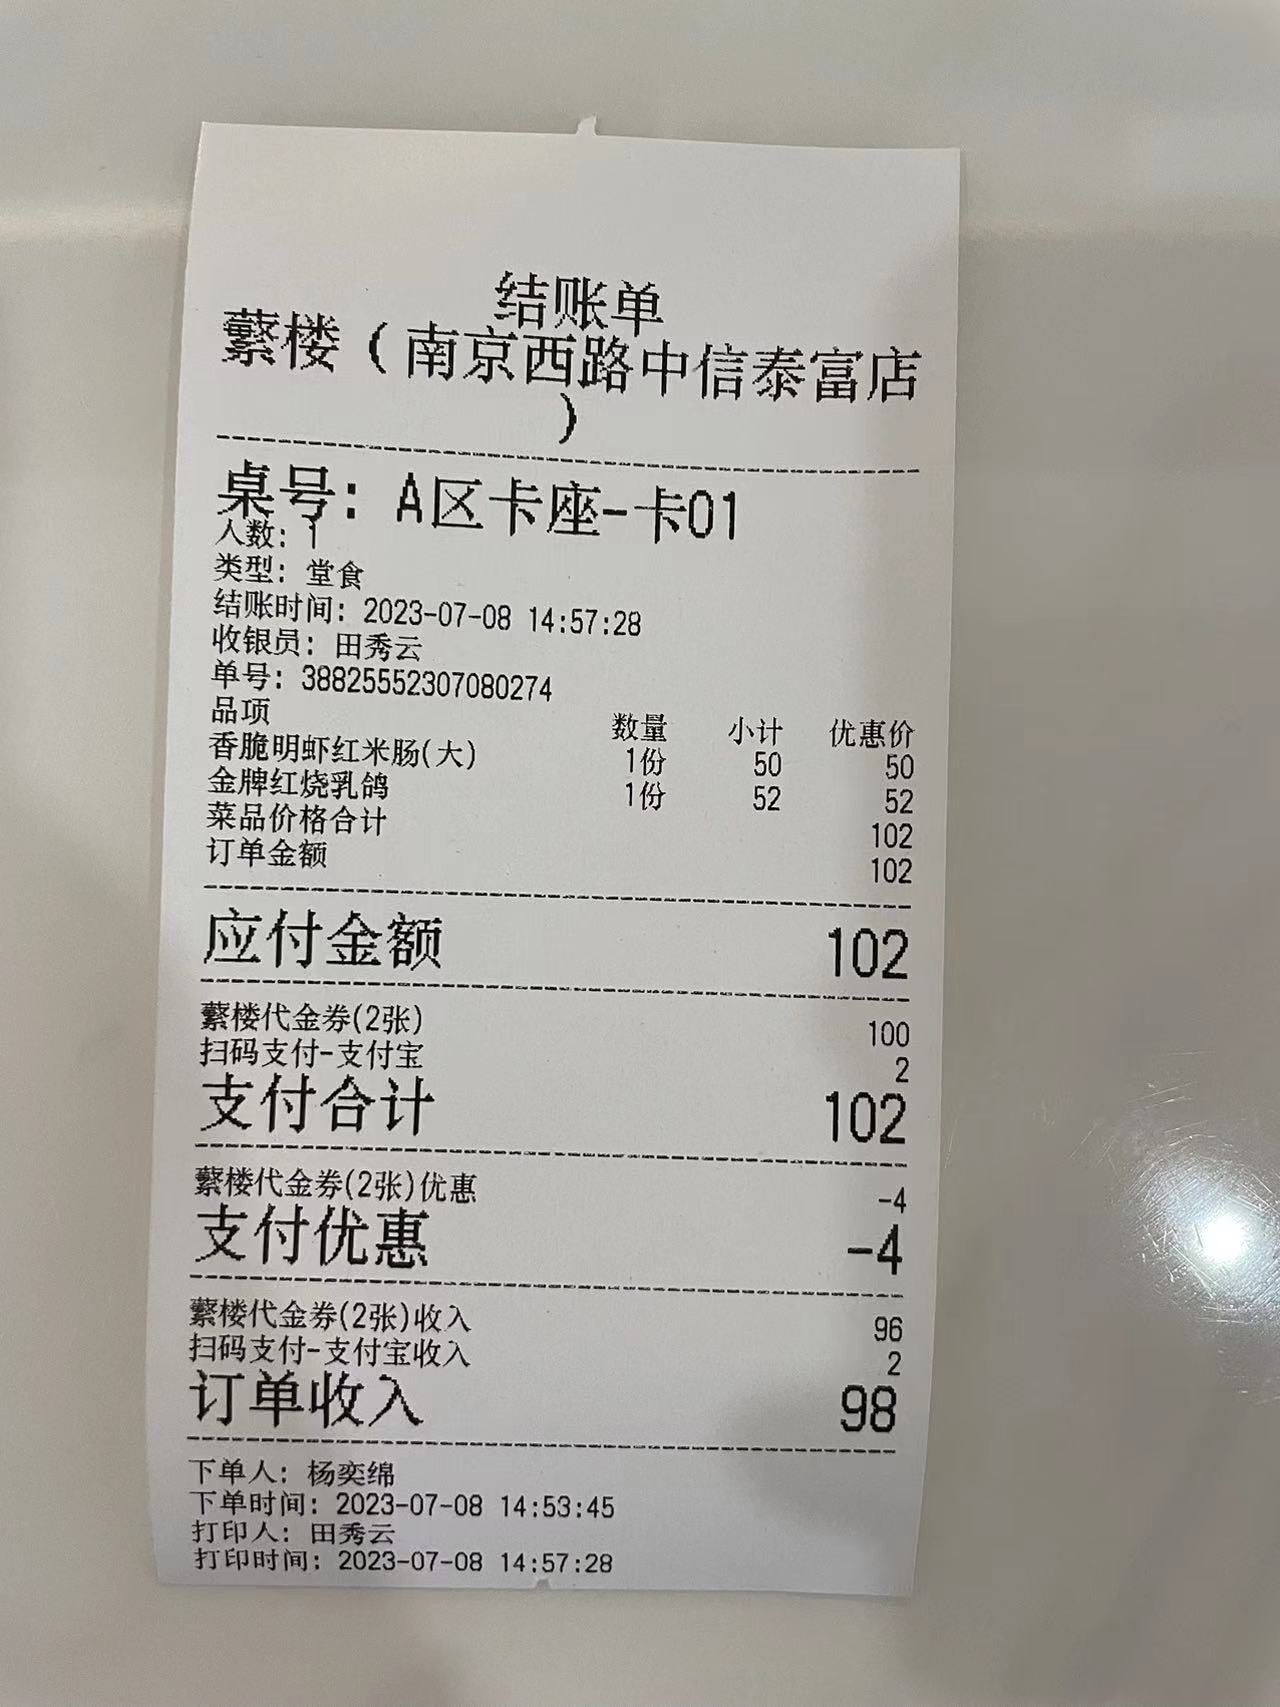 结账单
蘩楼（南京西路中信泰富店
）
桌号：A区卡座-卡01
人数：1
类型：堂食
结账时间：2023-07-08 14:57:28
收银员：田秀云
单号：38825552307080274
品项 数量 小计 优惠价
香脆明虾红米肠(大) 1份 50 50
金牌红烧乳鸽 1份 52 52
菜品价格合计 102
订单金额 102
应付金额 102
蘩楼代金券(2张) 100
扫码支付-支付宝 2
支付合计 102
蘩楼代金券(2张)优惠 -4
支付优惠 -4
蘩楼代金券(2张)收入 96
扫码支付-支付宝收入 2
订单收入 98
下单人：杨奕绵
下单时间：2023-07-08 14:53:45
打印人：田秀云
打印时间：2023-07-08 14:57:28